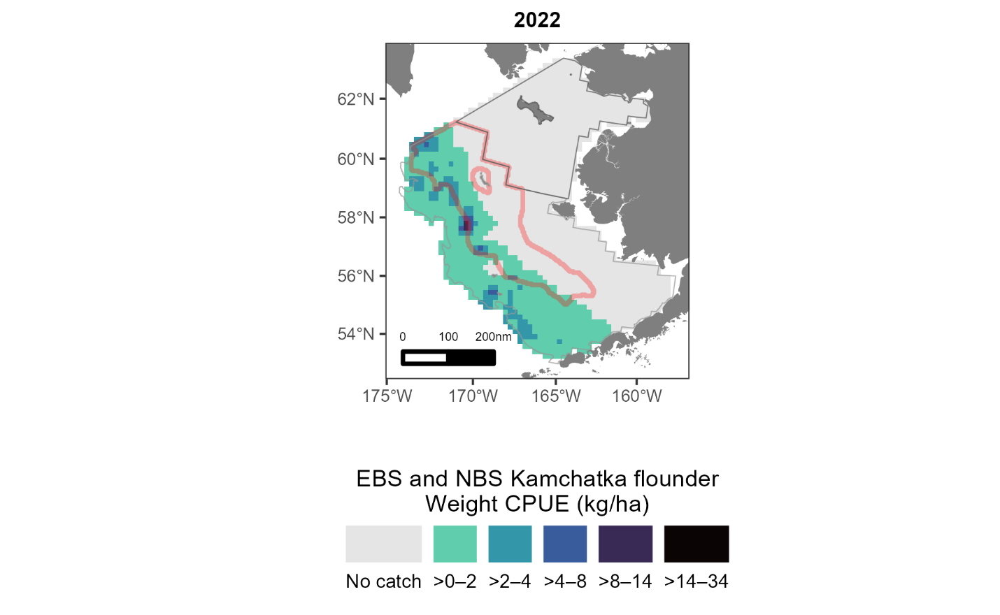 2022
62°N
60°N
58°N
56°N
54°N
0 100 200nm
175°W 170°W 165°W 160°W
EBS and NBS Kamchatka flounder
Weight CPUE (kg/ha)
No catch >0–2 >2–4 >4–8 >8–14 >14–34